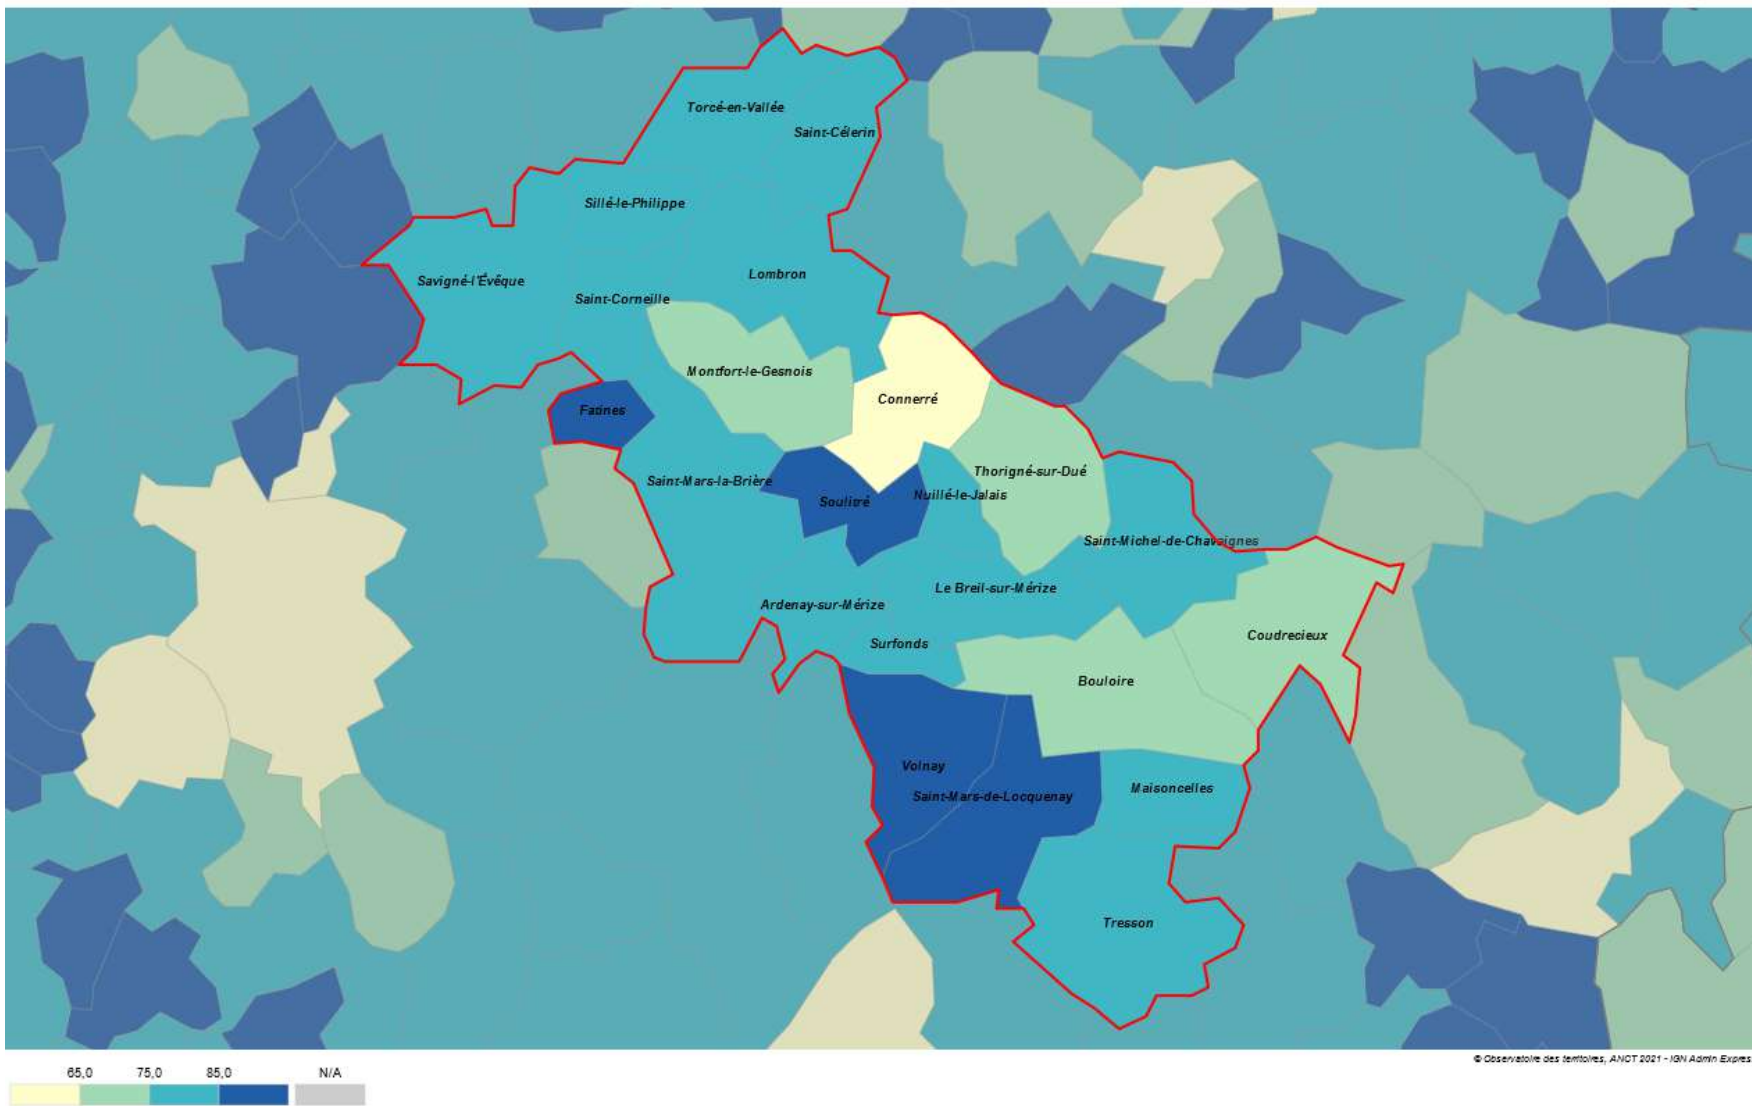 Torcé-en-Vallée
Saint-Célerin
Sillé-le-Philippe
Lombron
Savigné-l'Évêque
Saint-Corneille
Montfort-le-Gesnois
Connerré
Fatines
Thorigné-sur-Dué
Saint-Mars-la-Brière
Nuillé-le-Jalais
Soulitré
Saint-Michel-de-Chavaignes
Le Breil-sur-Mérize
Ardenay-sur-Mérize
Coudrecieux
Surfonds
Bouloire
Volnay
Maisoncelles
Saint-Mars-de-Locquenay
Tresson
© Observatoire des territoires, ANCT 2021 - IGN Admin Expres
65,0 75,0 85,0 N/A